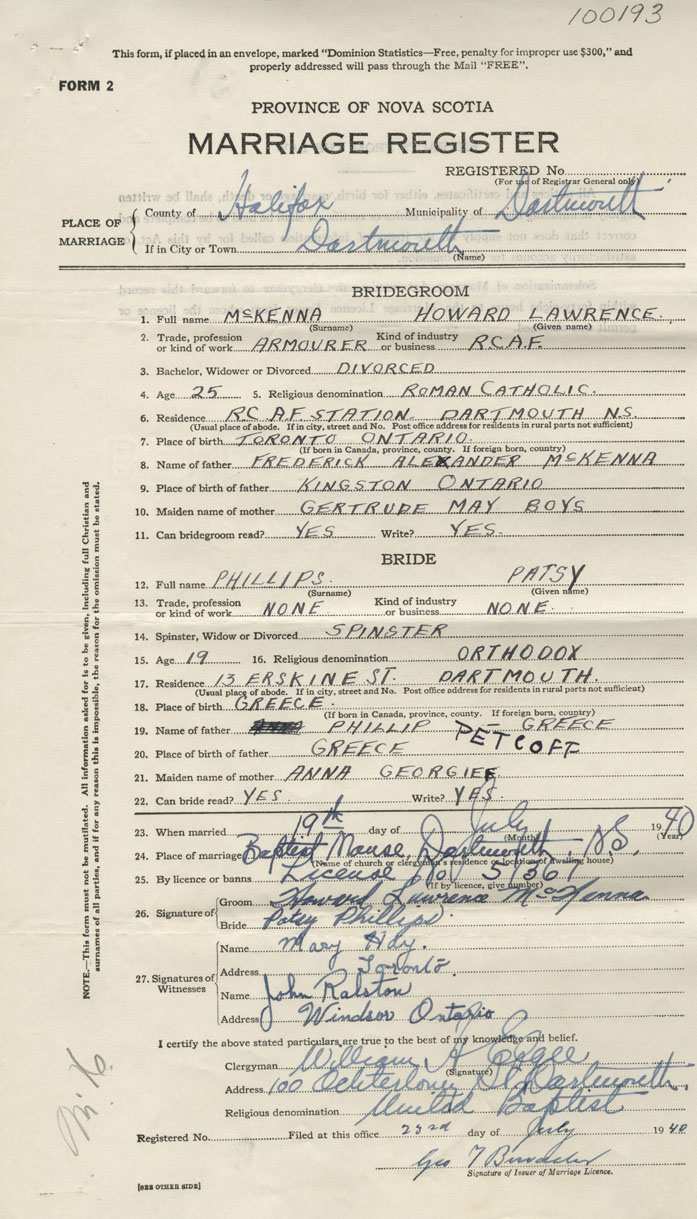 100193
This form, if placed in an envelope, marked "Dominion Statistics—Free, penalty for improper use $300," and
properly addressed will pass through the Mail "FREE".
FORM 2
PROVINCE OF NOVA SCOTIA
MARRIAGE REGISTER
REGISTERED No.
(For use of Registrar General only)
PLACE OF MARRIAGE
County of Halifax Municipality of Dartmouth
If in City or Town Dartmouth
(Name)
BRIDEGROOM
1. Full name McKENNA HOWARD LAWRENCE.
(Surname) (Given name)
2. Trade, profession or kind of work ARMOURER Kind of industry or business R.C.A.F.
3. Bachelor, Widower or Divorced DIVORCED
4. Age 25 5. Religious denomination ROMAN CATHOLIC.
6. Residence R.C.A.F. STATION DARTMOUTH N.S.
(Usual place of abode. If in city, street and No. Post office address for residents in rural parts not sufficient)
7. Place of birth TORONTO ONTARIO.
(If born in Canada, province, county. If foreign born, country)
8. Name of father FREDERICK ALEXANDER McKENNA
9. Place of birth of father KINGSTON ONTARIO
10. Maiden name of mother GERTRUDE MAY BOYS
11. Can bridegroom read? YES Write? YES.
BRIDE
12. Full name PHILLIPS. PATSY
(Surname) (Given name)
13. Trade, profession or kind of work NONE Kind of industry or business NONE.
14. Spinster, Widow or Divorced SPINSTER
15. Age 19 16. Religious denomination ORTHODOX
17. Residence 13 ERSKINE ST. DARTMOUTH.
(Usual place of abode. If in city, street and No. Post office address for residents in rural parts not sufficient)
18. Place of birth GREECE.
(If born in Canada, province, county. If foreign born, country)
19. Name of father PHILLIP — GREECE
PETCOFF
20. Place of birth of father GREECE
21. Maiden name of mother ANNA GEORGIEF
22. Can bride read? YES. Write? YES.
23. When married 19th day of July 1940
(Month) (Year)
24. Place of marriage Baptist Manse, Dartmouth, N.S.
(Name of church or clergyman's residence or location of dwelling house)
25. By licence or banns License No.
(If by licence, give number)
26. Signature of
Groom Howard Lawrence McKenna
Bride Patsy Phillips.
27. Signatures of Witnesses
Name Mary
Address Toronto.
Name John Ralston
Address Windsor Ontario
I certify the above stated particulars are true to the best of my knowledge and belief.
Clergyman William A
(Signature)
Address 100 Ochterloney St Dartmouth.
Religious denomination United Baptist
Registered No. Filed at this office 23rd day of July 1940
Geo T
Signature of Issuer of Marriage Licence.
[SEE OTHER SIDE]
NOTE.—This form must not be mutilated. All information asked for is to be given, including full Christian and
surnames of all parties, and if for any reason this is impossible, the reason for the omission must be stated.